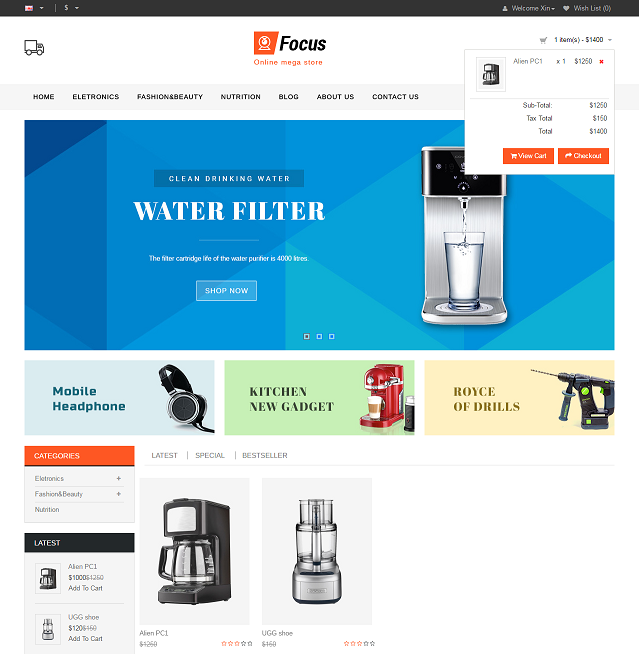 $
Welcome Xin
Wish List (0)
Focus
Online mega store
1 item(s) - $1400
Alien PC1 x 1 $1250
Sub-Total: $1250
Tax Total $150
Total $1400
View Cart
Checkout
HOME ELETRONICS FASHION&BEAUTY NUTRITION BLOG ABOUT US CONTACT US
CLEAN DRINKING WATER
WATER FILTER
The filter cartridge life of the water purifier is 4000 litres.
SHOP NOW
Mobile
Headphone
KITCHEN
NEW GADGET
ROYCE
OF DRILLS
CATEGORIES
Eletronics +
Fashion&Beauty +
Nutrition
LATEST SPECIAL BESTSELLER
LATEST
Alien PC1
$1000$1250
Add To Cart
UGG shoe
$120$150
Add To Cart
Alien PC1
$1250
UGG shoe
$150